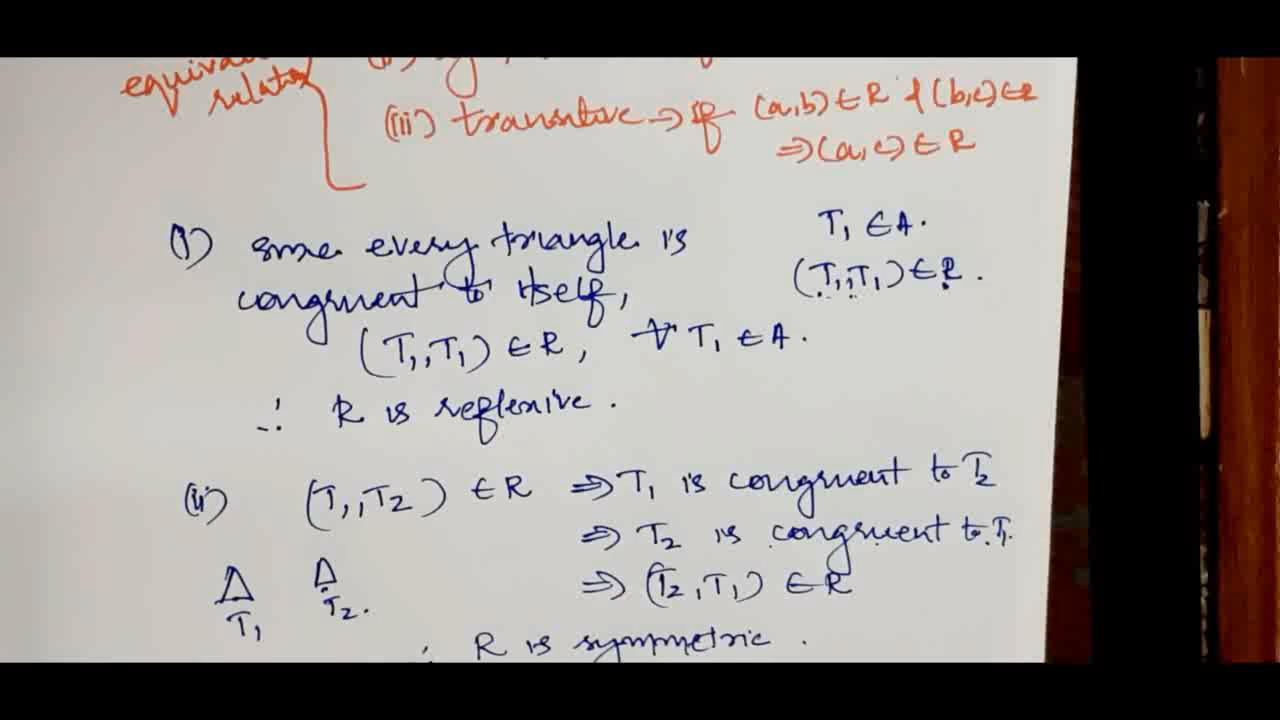 relation
(iii) transitive ⇒ if (a,b) ∈ R & (b,c) ∈ R
⇒ (a,c) ∈ R
(i) since every triangle is
congruent to itself,
T₁ ∈ A.
(T₁,T₁) ∈ R.
(T₁,T₁) ∈ R, ∀ T₁ ∈ A.
∴ R is reflexive.
(ii) (T₁,T₂) ∈ R ⇒ T₁ is congruent to T₂
⇒ T₂ is congruent to T₁
⇒ (T₂,T₁) ∈ R
Δ Δ
T₁ T₂.
∴ R is symmetric.